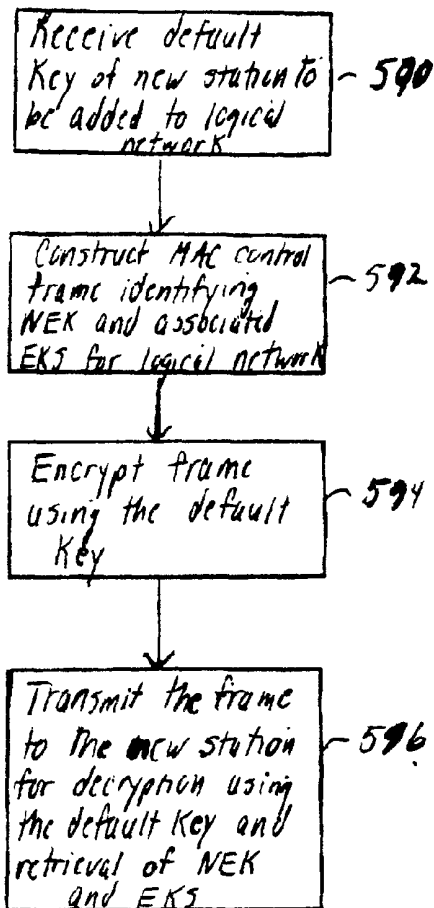 Receive default
Key of new station to
be added to logical
network
590
Construct MAC control
frame identifying
NEK and associated
EKS for logical network
592
Encrypt frame
using the default
Key
594
Transmit the frame
to the new station
for decryption using
the default Key and
retrieval of NEK
and EKS
596